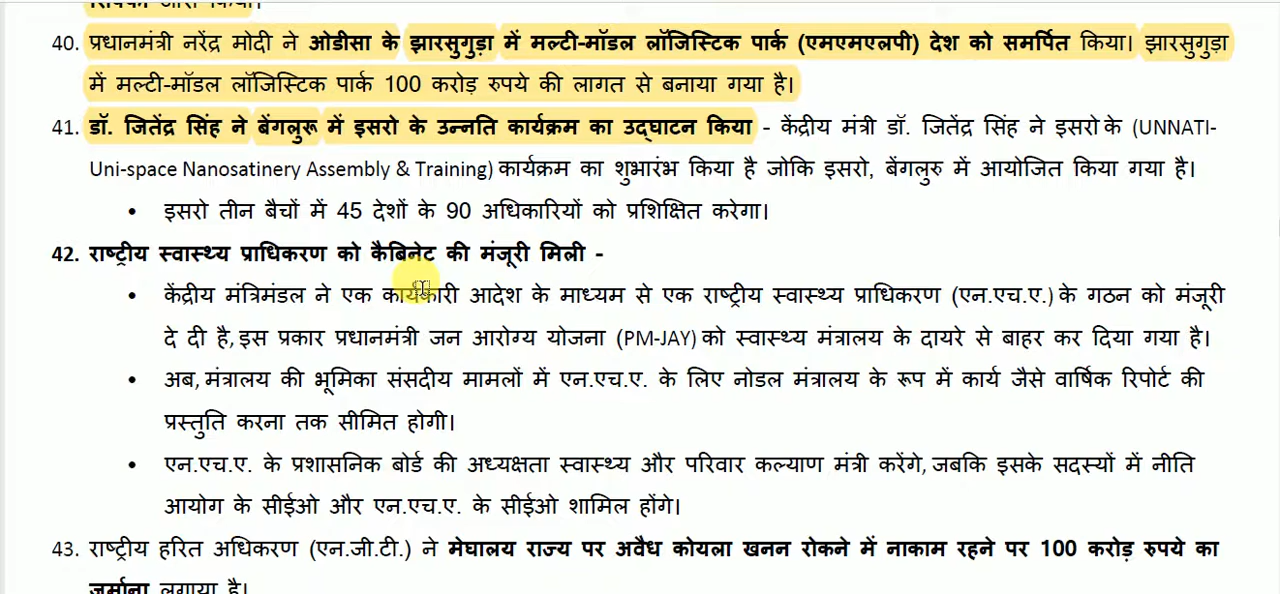 40. प्रधानमंत्री नरेंद्र मोदी ने ओडीसा के झारसुगुड़ा में मल्टी-मॉडल लॉजिस्टिक पार्क (एमएमएलपी) देश को समर्पित किया। झारसुगुड़ा
में मल्टी-मॉडल लॉजिस्टिक पार्क 100 करोड़ रुपये की लागत से बनाया गया है।
41. डॉ. जितेंद्र सिंह ने बेंगलुरू में इसरो के उन्नति कार्यक्रम का उद्घाटन किया - केंद्रीय मंत्री डॉ. जितेंद्र सिंह ने इसरो के (UNNATI-
Uni-space Nanosatinery Assembly & Training) कार्यक्रम का शुभारंभ किया है जोकि इसरो, बेंगलुरु में आयोजित किया गया है।
• इसरो तीन बैचों में 45 देशों के 90 अधिकारियों को प्रशिक्षित करेगा।
42. राष्ट्रीय स्वास्थ्य प्राधिकरण को कैबिनेट की मंजूरी मिली -
• केंद्रीय मंत्रिमंडल ने एक कार्यकारी आदेश के माध्यम से एक राष्ट्रीय स्वास्थ्य प्राधिकरण (एन.एच.ए.) के गठन को मंजूरी
दे दी है, इस प्रकार प्रधानमंत्री जन आरोग्य योजना (PM-JAY) को स्वास्थ्य मंत्रालय के दायरे से बाहर कर दिया गया है।
• अब, मंत्रालय की भूमिका संसदीय मामलों में एन.एच.ए. के लिए नोडल मंत्रालय के रूप में कार्य जैसे वार्षिक रिपोर्ट की
प्रस्तुति करना तक सीमित होगी।
• एन.एच.ए. के प्रशासनिक बोर्ड की अध्यक्षता स्वास्थ्य और परिवार कल्याण मंत्री करेंगे, जबकि इसके सदस्यों में नीति
आयोग के सीईओ और एन.एच.ए. के सीईओ शामिल होंगे।
43. राष्ट्रीय हरित अधिकरण (एन.जी.टी.) ने मेघालय राज्य पर अवैध कोयला खनन रोकने में नाकाम रहने पर 100 करोड़ रुपये का
जुर्माना लगाया है।